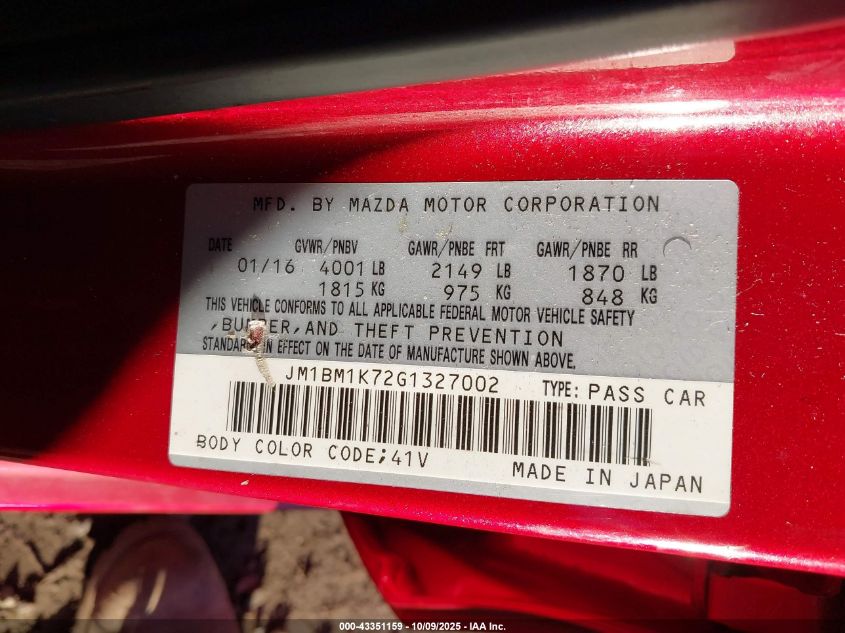 MFD. BY MAZDA MOTOR CORPORATION
DATE GVWR/PNBV GAWR/PNBE FRT GAWR/PNBE RR
01/16 4001 LB 2149 LB 1870 LB
1815 KG 975 KG 848 KG
THIS VEHICLE CONFORMS TO ALL APPLICABLE FEDERAL MOTOR VEHICLE SAFETY
,BUMPER,AND THEFT PREVENTION
STANDARDS IN EFFECT ON THE DATE OF MANUFACTURE SHOWN ABOVE.
JM1BM1K72G1327002 TYPE: PASS CAR
BODY COLOR CODE;41V
MADE IN JAPAN
000-43351159 | 10/09/2025 - IAA Inc.